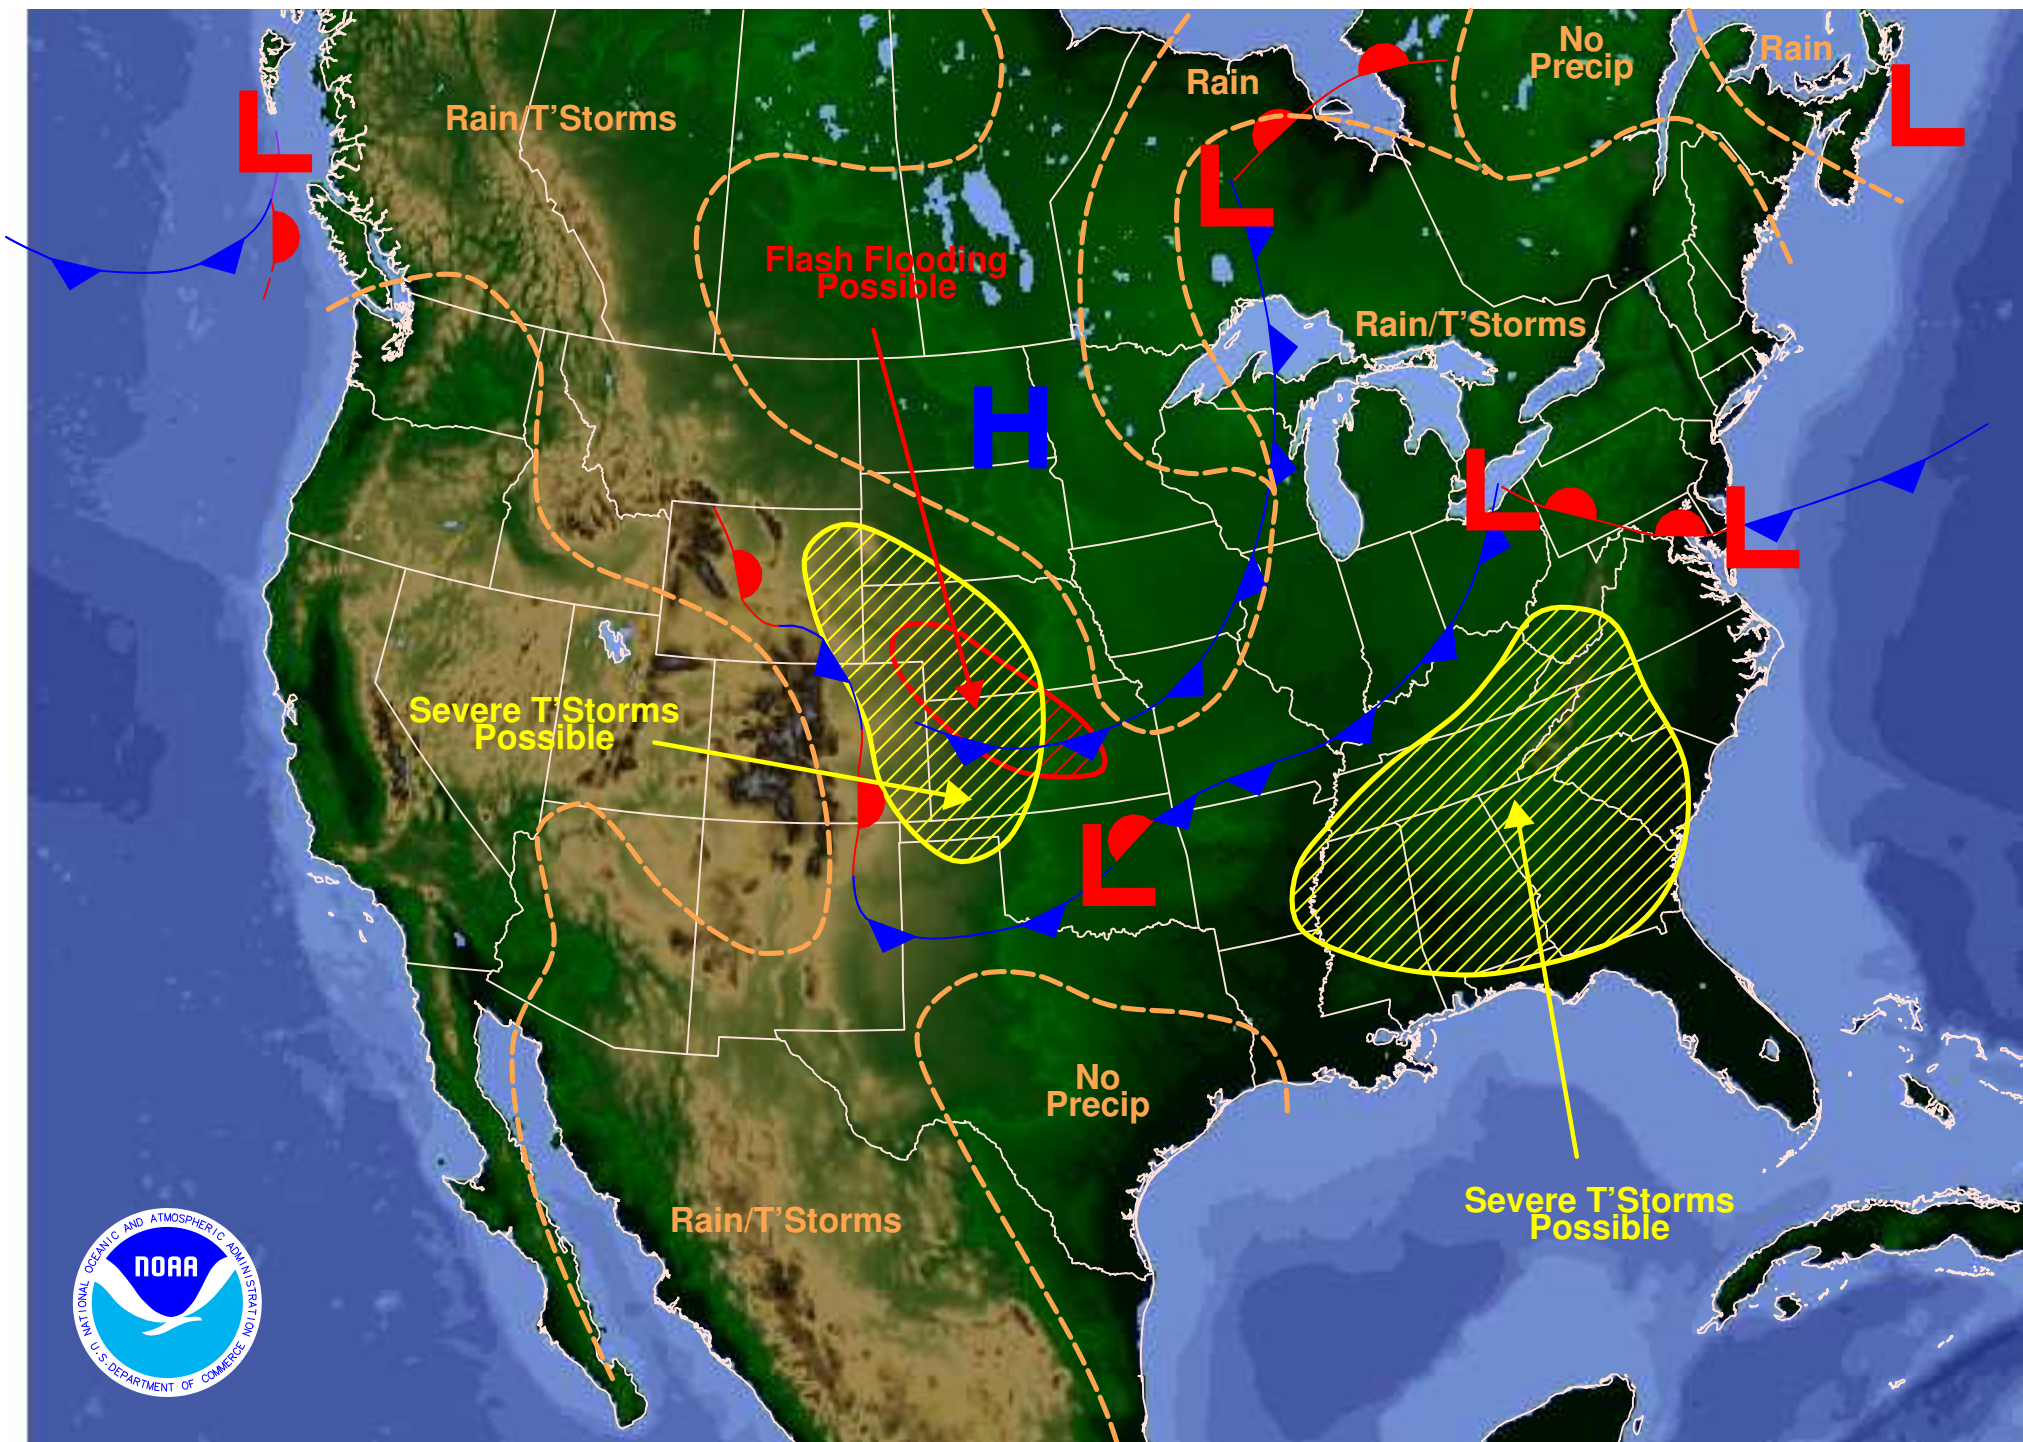 No
Precip
Rain
Rain
Rain/T'Storms
Flash Flooding
Possible
Rain/T'Storms
H
L
L
L
L
L
L
Severe T'Storms
Possible
No
Precip
Rain/T'Storms
Severe T'Storms
Possible
NATIONAL OCEANIC AND ATMOSPHERIC ADMINISTRATION
NOAA
U.S. DEPARTMENT OF COMMERCE